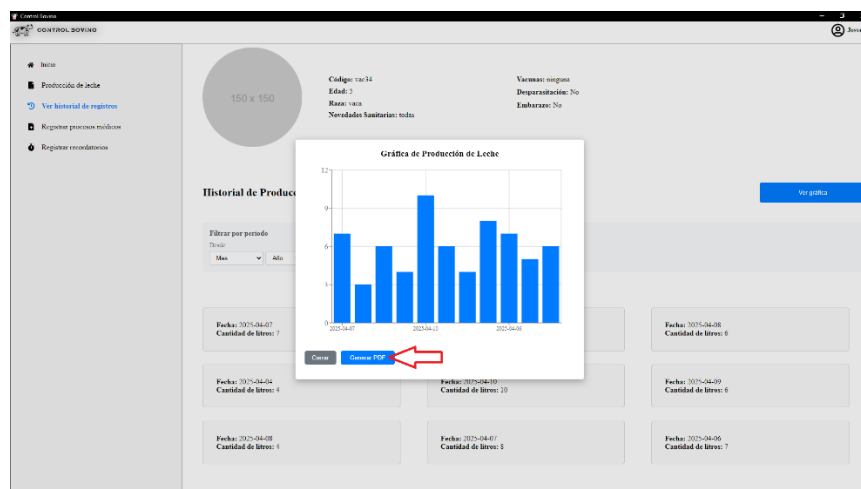 Control Bovino
CONTROL BOVINO
Inicio
Producción de leche
Ver historial de registros
Registrar procesos médicos
Registrar recordatorios
150 x 150
Código: vac34
Edad: 3
Raza: vaca
Novedades Sanitarias: todas
Vacunas: ninguna
Desparasitación: No
Embarazo: No
Historial de Produc
Ver gráfica
Filtrar por periodo
Desde
Mes
Año
Gráfica de Producción de Leche
12
9
6
3
0
2025-04-07
2025-04-10
2025-04-06
Cerrar
Generar PDF
Fecha: 2025-04-07
Cantidad de litros: 7
Fecha: 2025-04-08
Cantidad de litros: 6
Fecha: 2025-04-04
Cantidad de litros: 4
Fecha: 2025-04-10
Cantidad de litros: 10
Fecha: 2025-04-09
Cantidad de litros: 6
Fecha: 2025-04-08
Cantidad de litros: 4
Fecha: 2025-04-07
Cantidad de litros: 8
Fecha: 2025-04-06
Cantidad de litros: 7